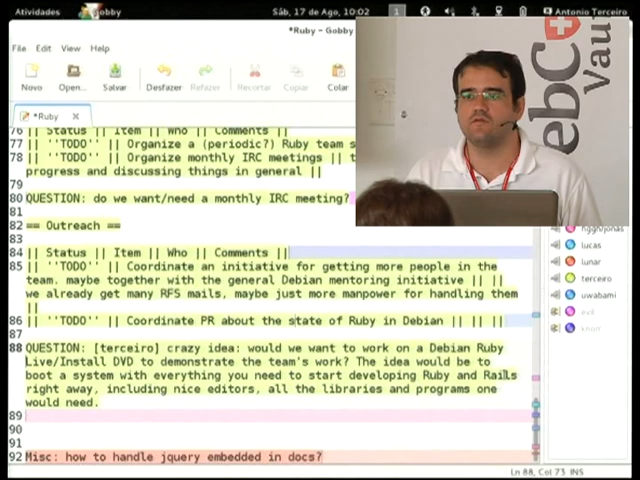 Atividades
Gobby
Sáb, 17 de Ago, 10:02
1
Antonio Terceiro
*Ruby – Gobby
File Edit View Help
Novo Open... Salvar Desfazer Refazer Recortar Copiar Colar
*Ruby
76 || Status || Item || Who || Comments ||
77 || ''TODO'' || Organize a (periodic?) Ruby team s
78 || ''TODO'' || Organize monthly IRC meetings || t
progress and discussing things in general ||
79
80 QUESTION: do we want/need a monthly IRC meeting?
81
82 == Outreach ==
83
84 || Status || Item || Who || Comments ||
85 || ''TODO'' || Coordinate an initiative for getting more people in the
team. maybe together with the general Debian mentoring initiative || ||
we already get many RFS mails, maybe just more manpower for handling them
||
86 || ''TODO'' || Coordinate PR about the state of Ruby in Debian || || ||
87
88 QUESTION: [terceiro] crazy idea: would we want to work on a Debian Ruby
Live/Install DVD to demonstrate the team's work? The idea would be to
boot a system with everything you need to start developing Ruby and Rails
right away, including nice editors, all the libraries and programs one
would need.
89
90
91
92 Misc: how to handle jquery embedded in docs?
ebC
Vau
lucas
lunar
terceiro
uwabami
evil
Ln 88, Col 73 INS